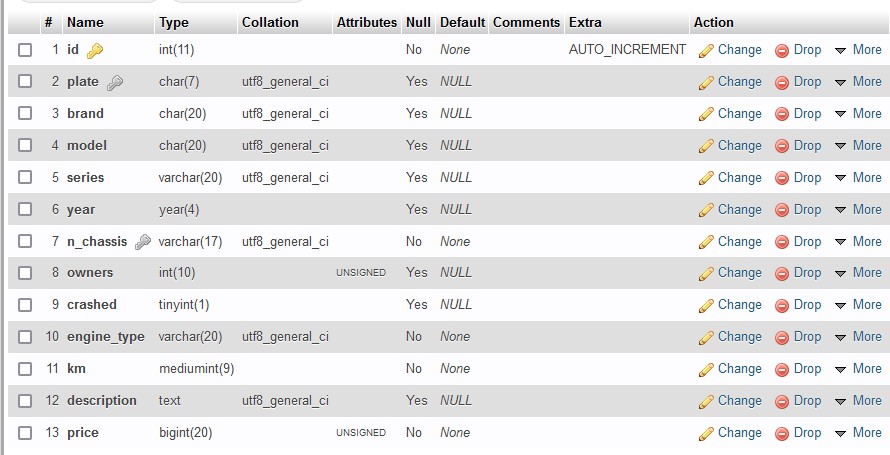 # Name Type Collation Attributes Null Default Comments Extra Action
1 id int(11) No None AUTO_INCREMENT Change Drop More
2 plate char(7) utf8_general_ci Yes NULL Change Drop More
3 brand char(20) utf8_general_ci Yes NULL Change Drop More
4 model char(20) utf8_general_ci Yes NULL Change Drop More
5 series varchar(20) utf8_general_ci Yes NULL Change Drop More
6 year year(4) Yes NULL Change Drop More
7 n_chassis varchar(17) utf8_general_ci No None Change Drop More
8 owners int(10) UNSIGNED Yes NULL Change Drop More
9 crashed tinyint(1) Yes NULL Change Drop More
10 engine_type varchar(20) utf8_general_ci No None Change Drop More
11 km mediumint(9) No None Change Drop More
12 description text utf8_general_ci Yes NULL Change Drop More
13 price bigint(20) UNSIGNED No None Change Drop More